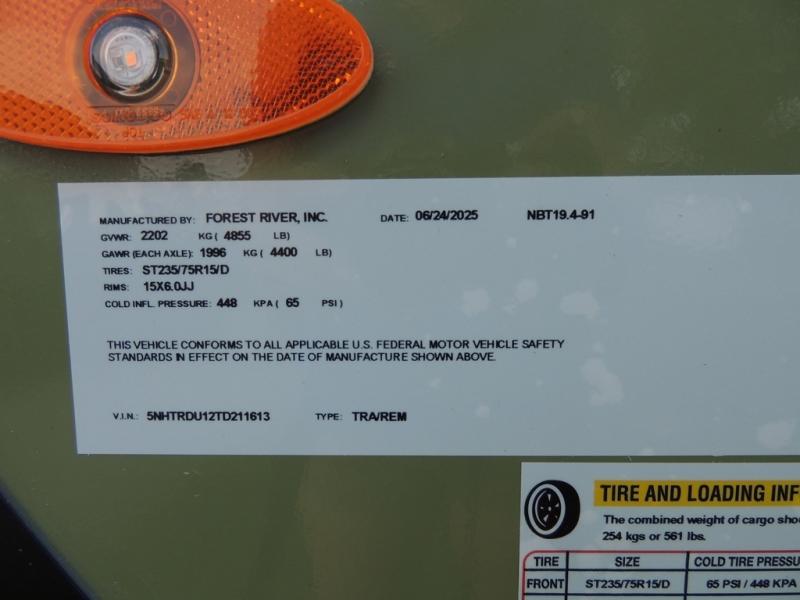 MANUFACTURED BY: FOREST RIVER, INC. DATE: 06/24/2025 NBT19.4-91
GVWR: 2202 KG ( 4855 LB)
GAWR (EACH AXLE): 1996 KG ( 4400 LB)
TIRES: ST235/75R15/D
RIMS: 15X6.0JJ
COLD INFL. PRESSURE: 448 KPA ( 65 PSI)
THIS VEHICLE CONFORMS TO ALL APPLICABLE U.S. FEDERAL MOTOR VEHICLE SAFETY
STANDARDS IN EFFECT ON THE DATE OF MANUFACTURE SHOWN ABOVE.
V.I.N.: 5NHTRDU12TD211613 TYPE: TRA/REM
TIRE AND LOADING INF
The combined weight of cargo shou
254 kgs or 561 lbs.
TIRE SIZE COLD TIRE PRESSU
FRONT ST235/75R15/D 65 PSI / 448 KPA